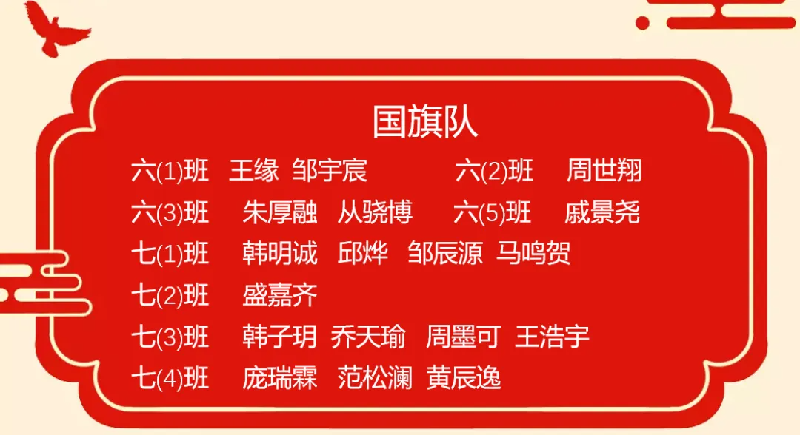 国旗队
六(1)班 王缘 邹宇宸 六(2)班 周世翔
六(3)班 朱厚融 从骁博 六(5)班 戚景尧
七(1)班 韩明诚 邱烨 邹辰源 马鸣贺
七(2)班 盛嘉齐
七(3)班 韩子玥 乔天瑜 周墨可 王浩宇
七(4)班 庞瑞霖 范松澜 黄辰逸